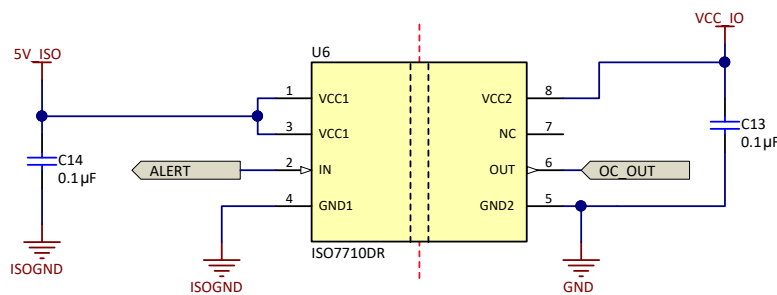 VCC_IO
5V_ISO
U6
1
VCC1
VCC2
8
3
VCC1
NC
7
C13
0.1µF
C14
0.1µF
ALERT
2
IN
OUT
6
OC_OUT
4
GND1
GND2
5
ISO7710DR
ISOGND
ISOGND
GND